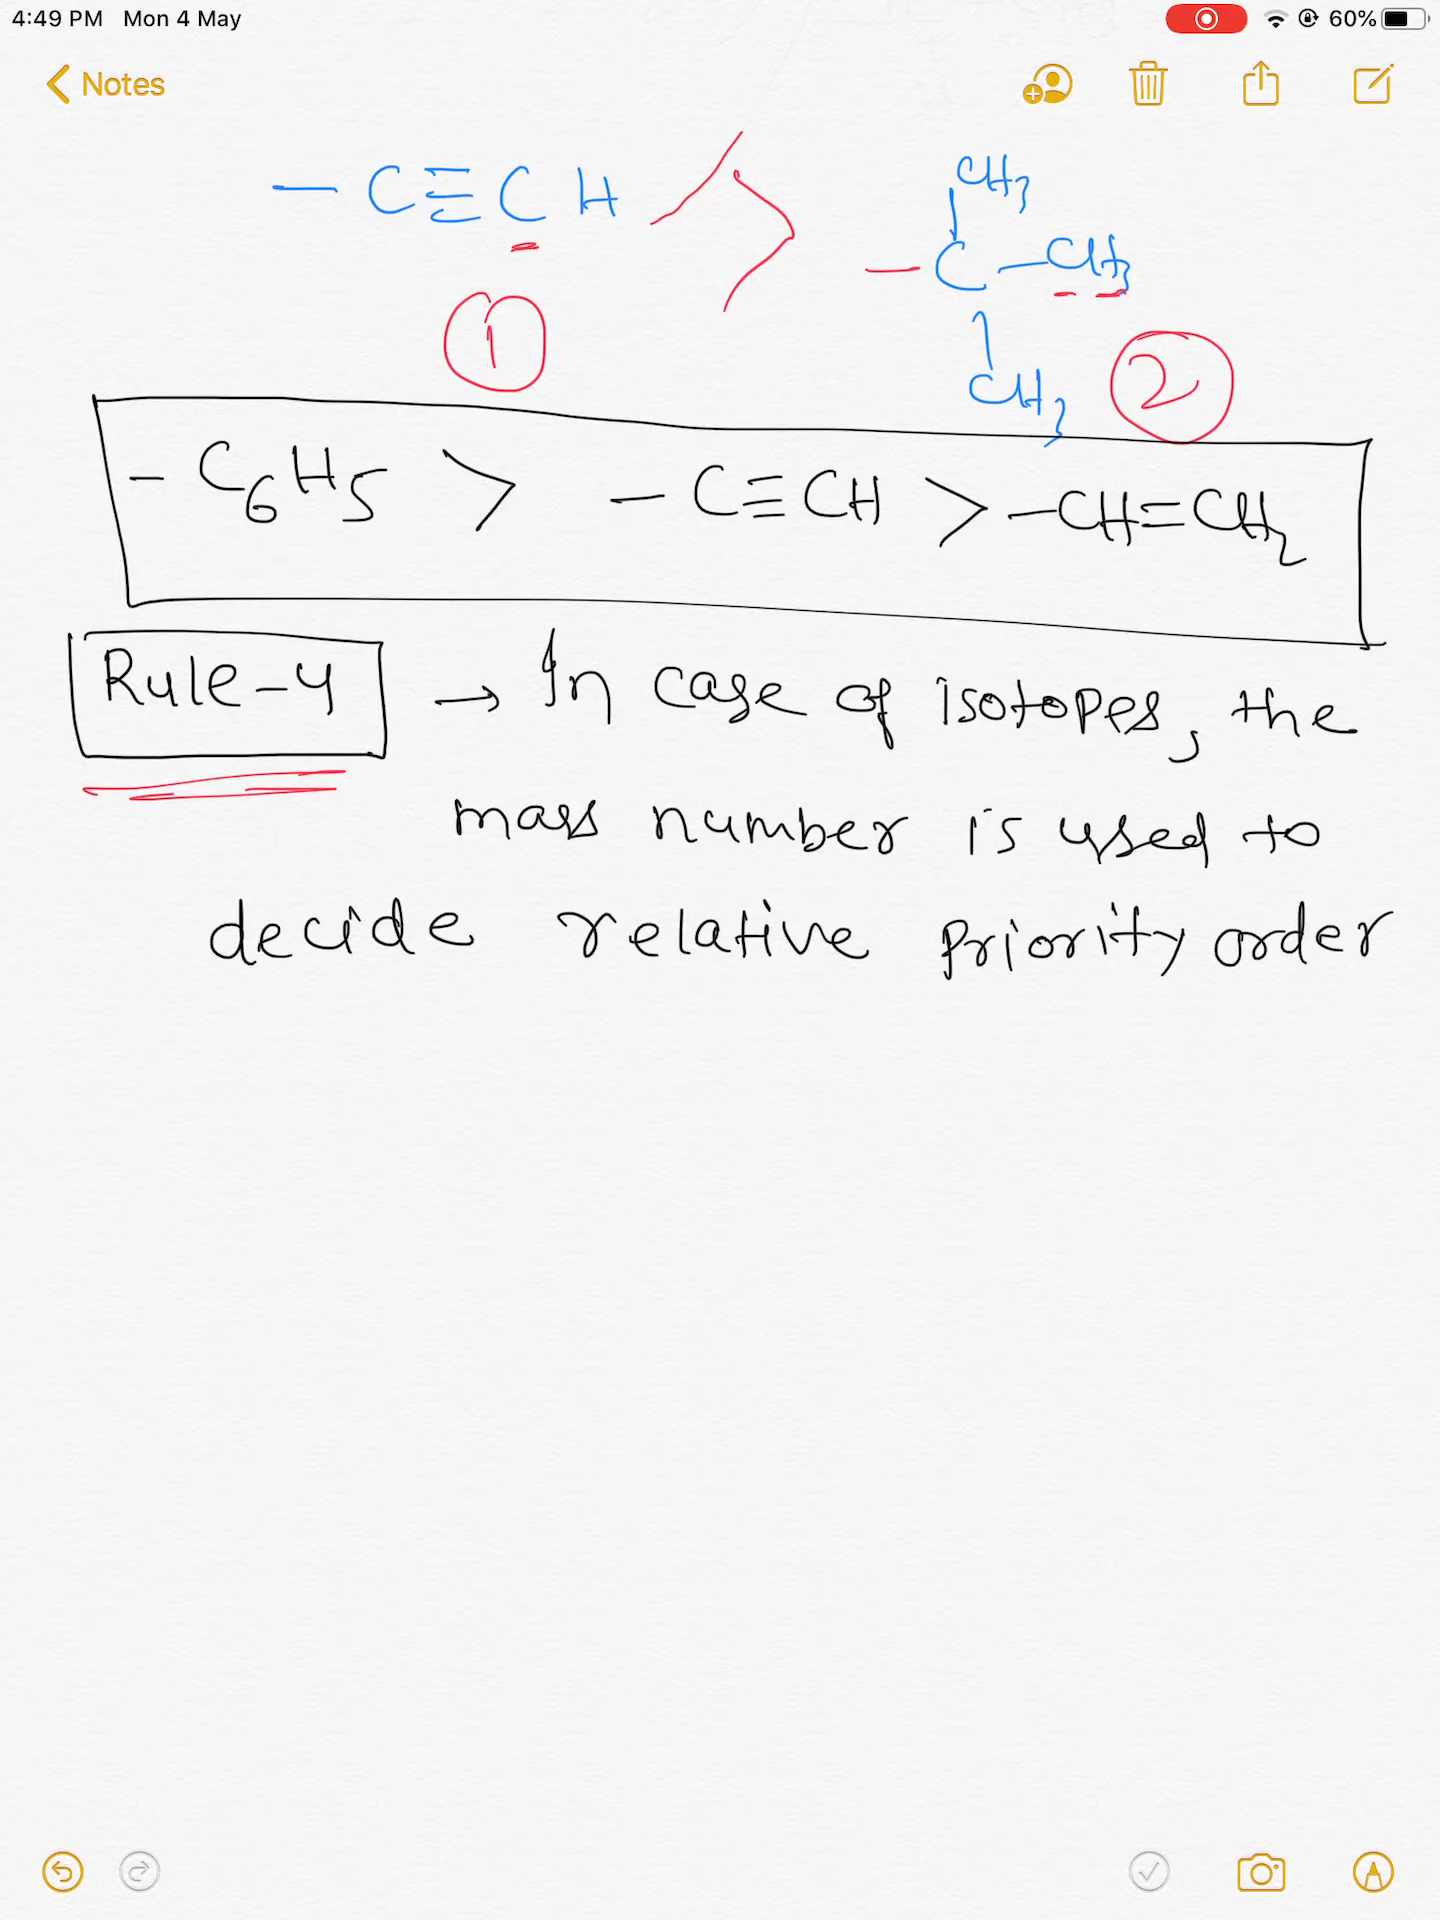 4:49 PM Mon 4 May 60%
Notes
— C≡CH > CH3
— C — CH3
CH3
1 2
- C6H5 > — C≡CH > —CH=CH2
Rule-4 → In case of isotopes, the
mass number is used to
decide relative priority order